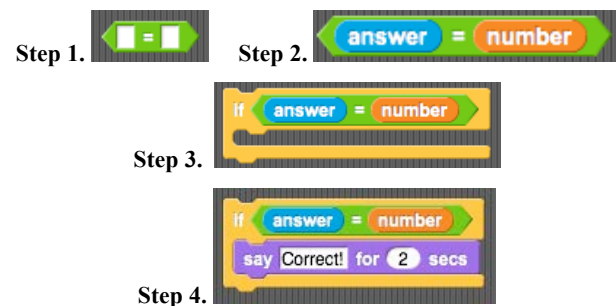 Step 1. = Step 2. answer = number
Step 3. if answer = number
Step 4. if answer = number
say Correct! for 2 secs